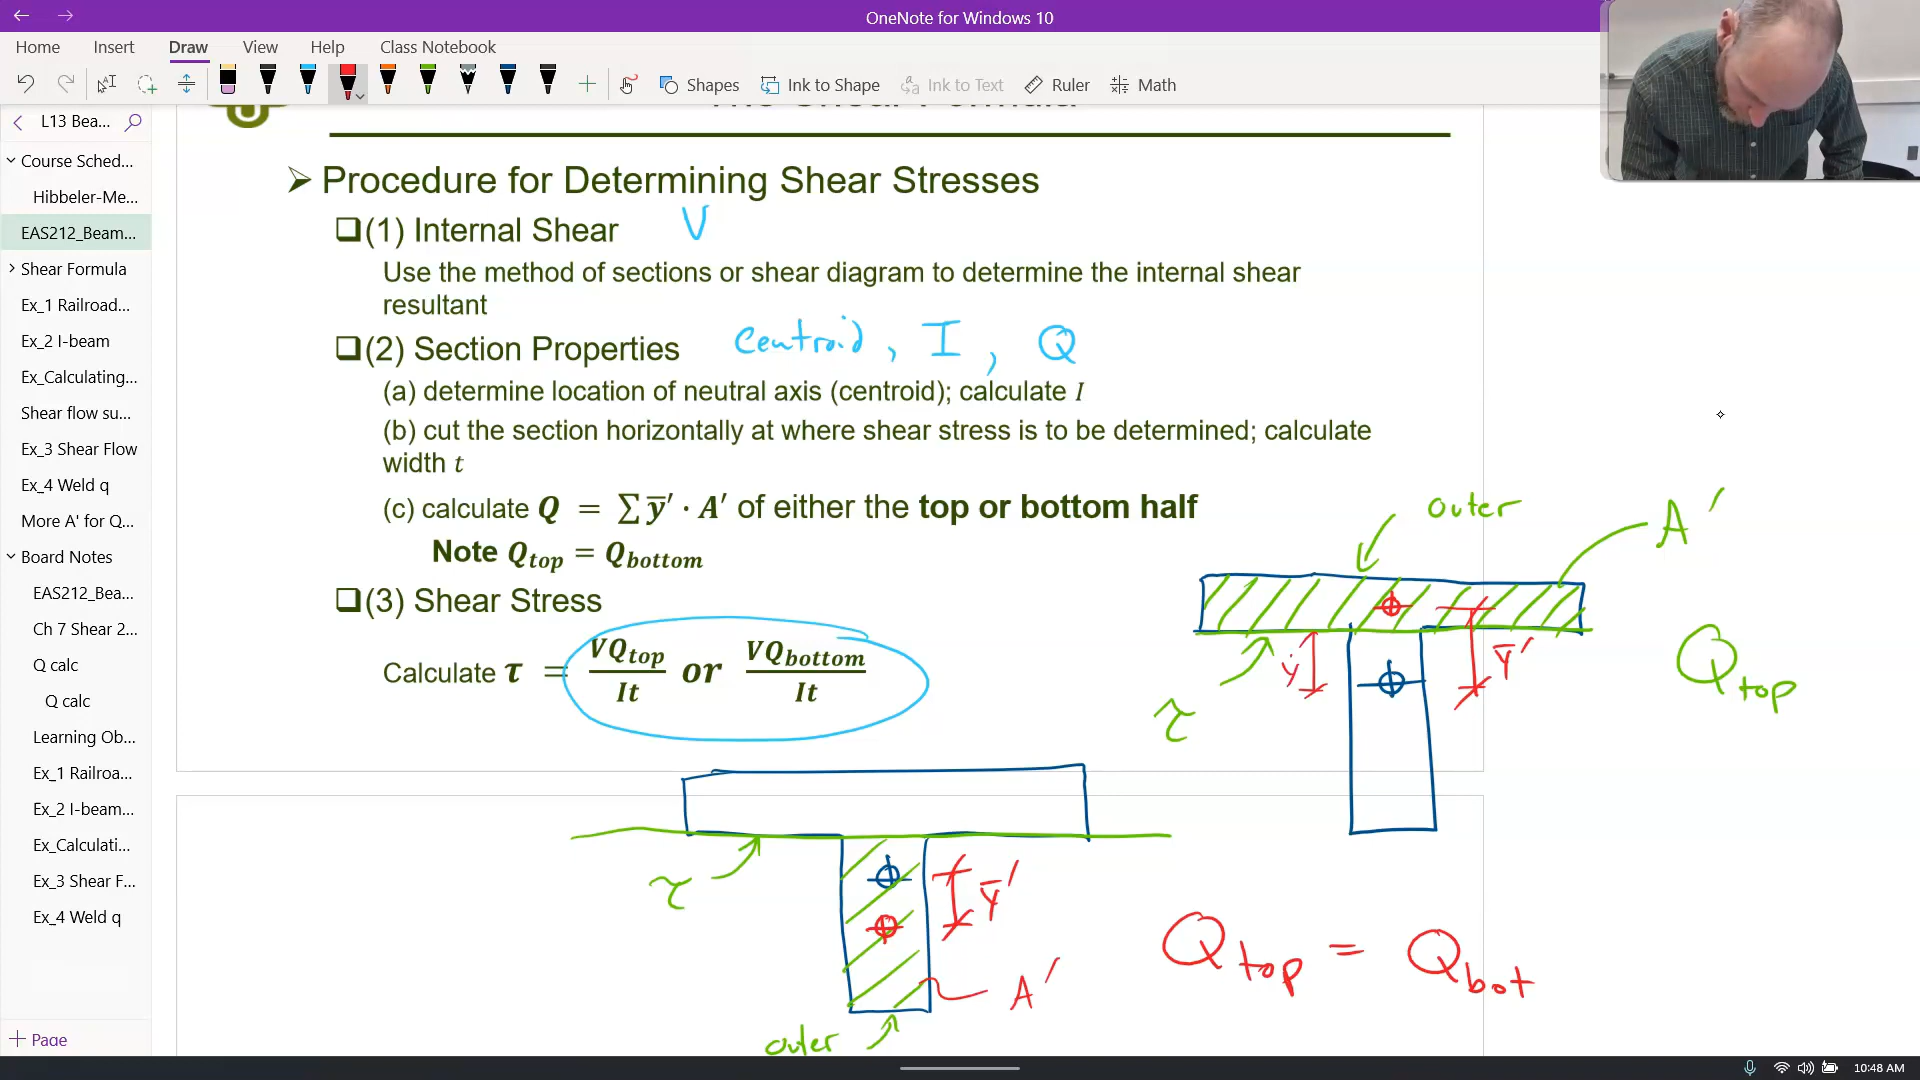 OneNote for Windows 10
Home Insert Draw View Help Class Notebook
Shapes Ink to Shape Ink to Text Ruler Math
L13 Bea...
Course Sched...
Hibbeler-Me...
EAS212_Beam...
Shear Formula
Ex_1 Railroad...
Ex_2 I-beam
Ex_Calculating...
Shear flow su...
Ex_3 Shear Flow
Ex_4 Weld q
More A' for Q...
Board Notes
EAS212_Bea...
Ch 7 Shear 2...
Q calc
Q calc
Learning Ob...
Ex_1 Railroa...
Ex_2 I-beam...
Ex_Calculati...
Ex_3 Shear F...
Ex_4 Weld q
Page
The Shear Formula
Procedure for Determining Shear Stresses
(1) Internal Shear V
Use the method of sections or shear diagram to determine the internal shear
resultant
(2) Section Properties Centroid, I, Q
(a) determine location of neutral axis (centroid); calculate I
(b) cut the section horizontally at where shear stress is to be determined; calculate
width t
(c) calculate Q = ∑ȳ′ · A′ of either the top or bottom half
Note Qtop = Qbottom
(3) Shear Stress
Calculate τ = VQtop/It or VQbottom/It
outer A'
ẏ ȳ' Qtop
τ
τ ȳ'
A'
outer
Qtop = Qbot
10:48 AM